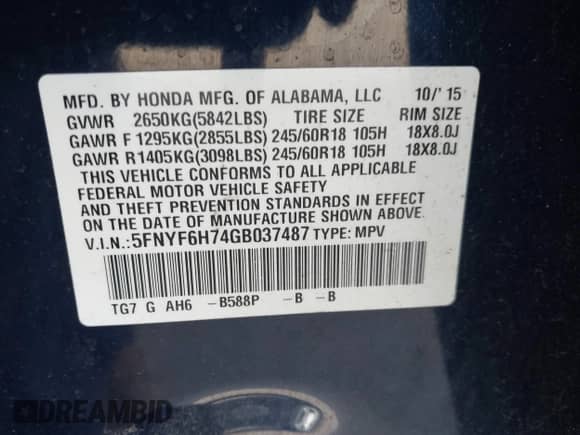 MFD. BY HONDA MFG. OF ALABAMA, LLC 10/'15
GVWR 2650KG(5842LBS) TIRE SIZE RIM SIZE
GAWR F 1295KG(2855LBS) 245/60R18 105H 18X8.0J
GAWR R 1405KG(3098LBS) 245/60R18 105H 18X8.0J
THIS VEHICLE CONFORMS TO ALL APPLICABLE
FEDERAL MOTOR VEHICLE SAFETY
AND THEFT PREVENTION STANDARDS IN EFFECT
ON THE DATE OF MANUFACTURE SHOWN ABOVE.
V.I.N.:5FNYF6H74GB037487 TYPE: MPV
TG7 G AH6 -B588P -B -B
DREAMBID